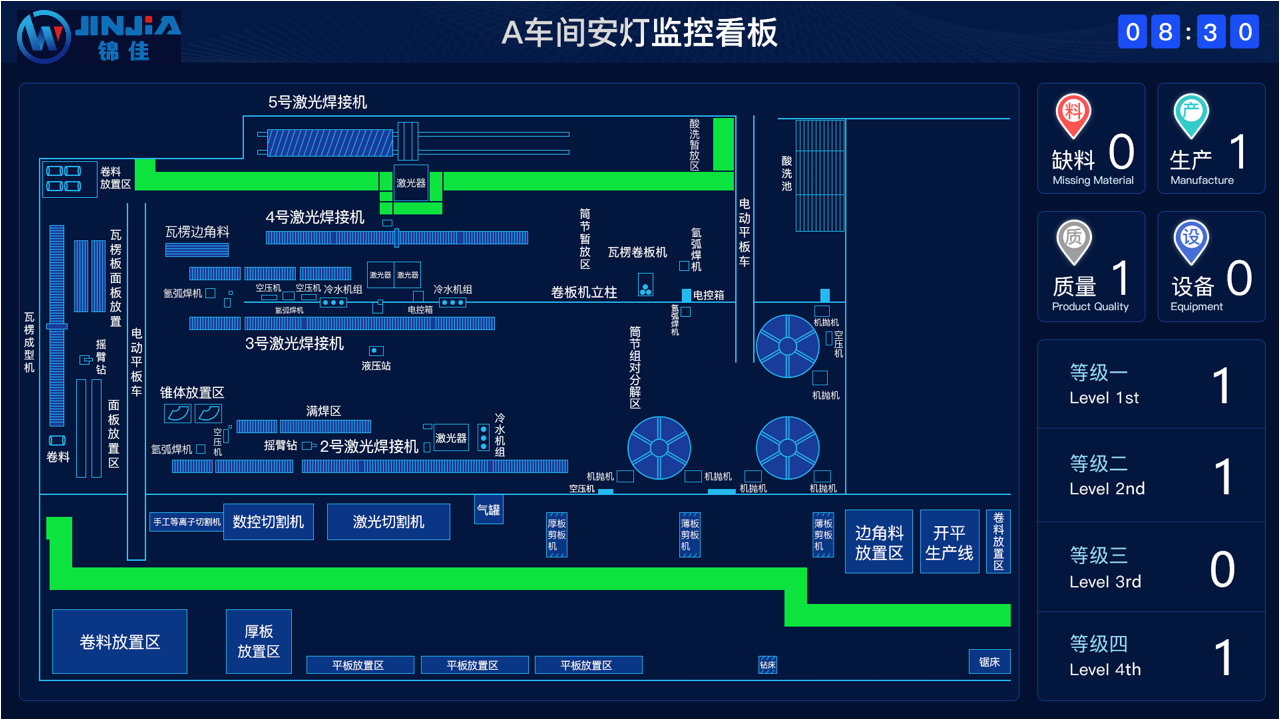 JINJiA
锦佳
A车间安灯监控看板
08:30
5号激光焊接机
酸洗暂放区
酸洗池
卷料
放置区
激光器
4号激光焊接机
瓦楞边角料
瓦楞板面板放置
筒节暂放区
瓦楞卷板机
氩弧焊机
电动平板车
激光器
激光器
氩弧焊机
空压机
空压机
冷水机组
冷水机组
氩弧焊机
电控箱
卷板机立柱
电控箱
氩弧焊机
机抛机
空压机
瓦楞成型机
电动平板车
摇臂钻
3号激光焊接机
液压站
筒节组对分解区
机抛机
锥体放置区
面板放置区
满焊区
空压机
氩弧焊机
摇臂钻
2号激光焊接机
激光器
冷水机组
卷料
机抛机
机抛机
空压机
机抛机
机抛机
手工等离子切割机
数控切割机
激光切割机
气罐
厚板
剪板
机
薄板
剪板
机
薄板
剪板
机
边角料
放置区
开平
生产线
卷料放置区
卷料放置区
厚板
放置区
平板放置区
平板放置区
平板放置区
钻床
锯床
料
缺料
0
Missing Material
产
生产
1
Manufacture
质
质量
1
Product Quality
设
设备
0
Equipment
等级一
Level 1st
1
等级二
Level 2nd
1
等级三
Level 3rd
0
等级四
Level 4th
1